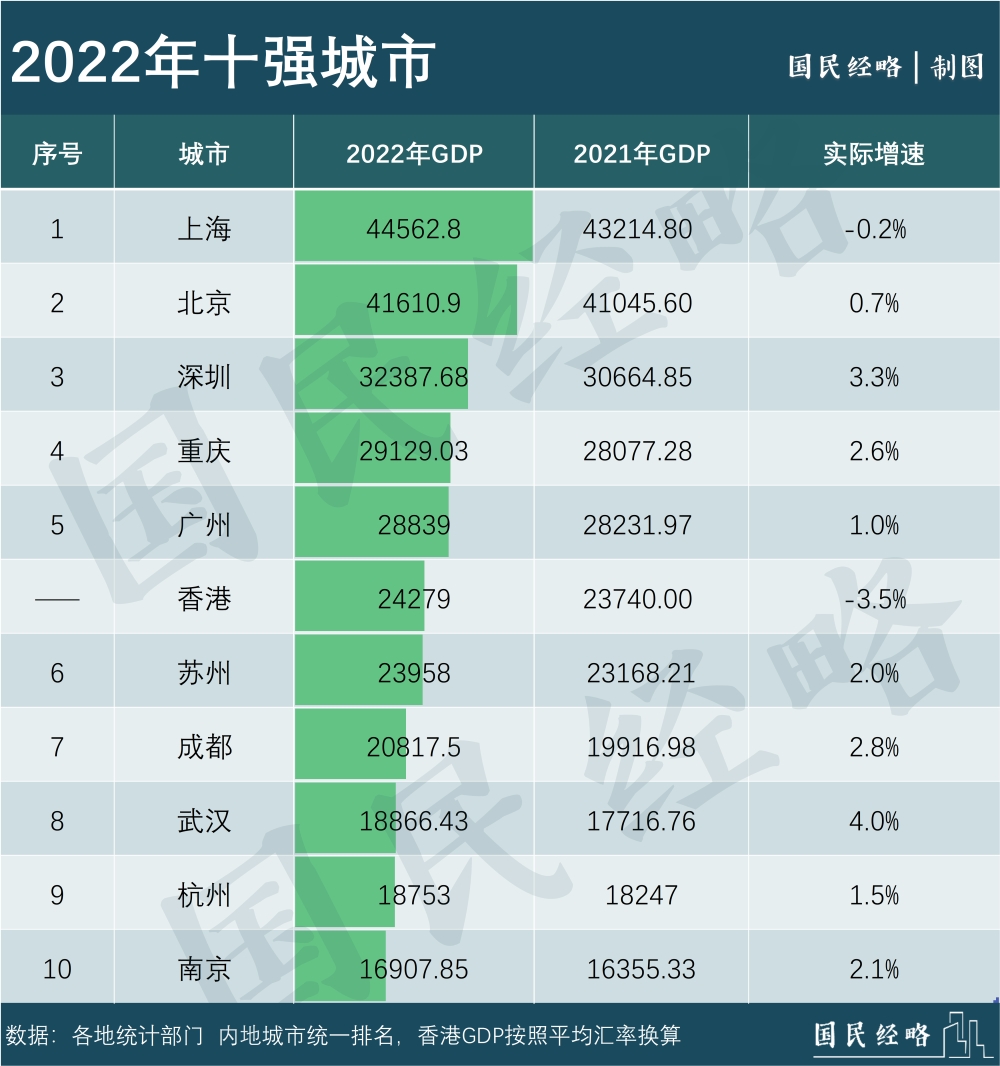 2022年十强城市
国民经略|制图
序号 城市 2022年GDP 2021年GDP 实际增速
1 上海 44562.8 43214.80 -0.2%
2 北京 41610.9 41045.60 0.7%
3 深圳 32387.68 30664.85 3.3%
4 重庆 29129.03 28077.28 2.6%
5 广州 28839 28231.97 1.0%
—— 香港 24279 23740.00 -3.5%
6 苏州 23958 23168.21 2.0%
7 成都 20817.5 19916.98 2.8%
8 武汉 18866.43 17716.76 4.0%
9 杭州 18753 18247 1.5%
10 南京 16907.85 16355.33 2.1%
国民经略
国民经略
数据：各地统计部门 内地城市统一排名，香港GDP按照平均汇率换算
国民经略